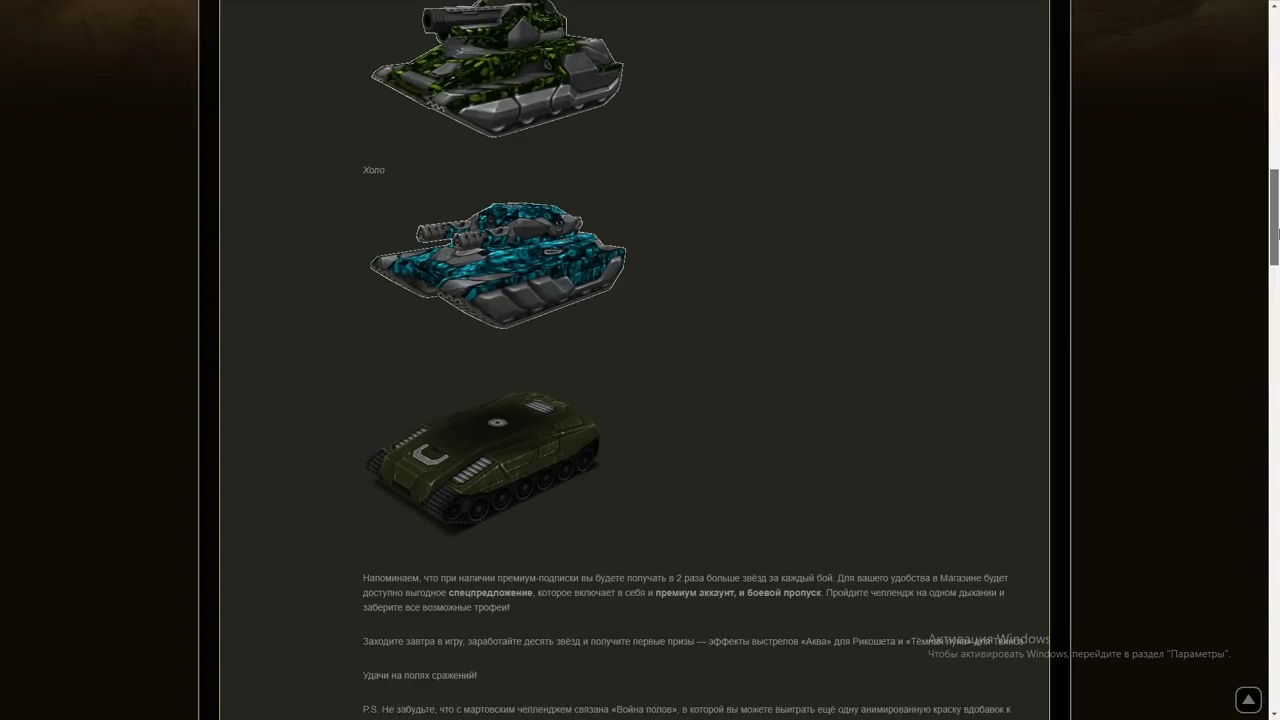 Холо
Напоминаем, что при наличии премиум-подписки вы будете получать в 2 раза больше звёзд за каждый бой. Для вашего удобства в Магазине будет
доступно выгодное спецпредложение, которое включает в себя и премиум аккаунт, и боевой пропуск. Пройдите челлендж на одном дыхании и
заберите все возможные трофеи!
Заходите завтра в игру, заработайте десять звёзд и получите первые призы — эффекты выстрелов «Аква» для Рикошета и «Тёмная луна» для Твинса
Активация Windows
Чтобы активировать Windows, перейдите в раздел "Параметры".
Удачи на полях сражений!
P.S. Не забудьте, что с мартовским челленджем связана «Война полов», в которой вы можете выиграть ещё одну анимированную краску вдобавок к